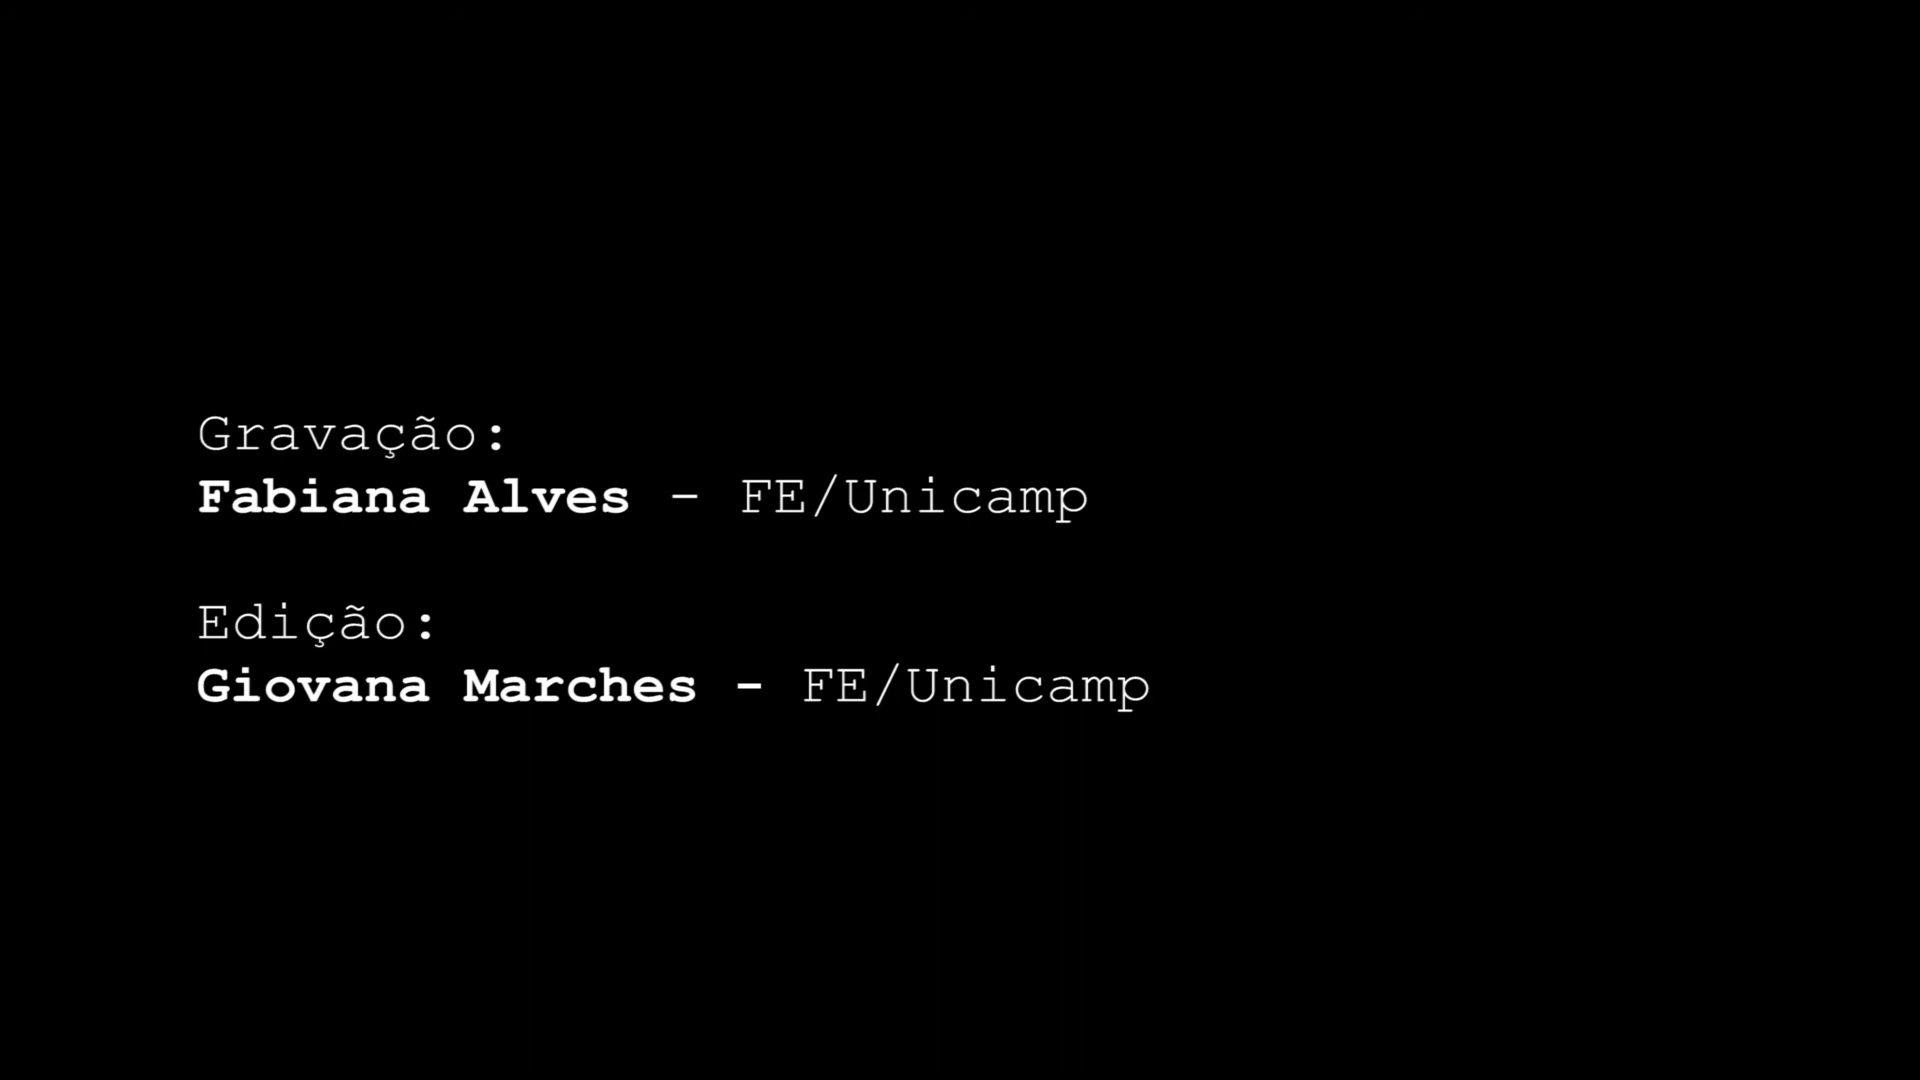 Gravação:
Fabiana Alves - FE/Unicamp
Edição:
Giovana Marches - FE/Unicamp